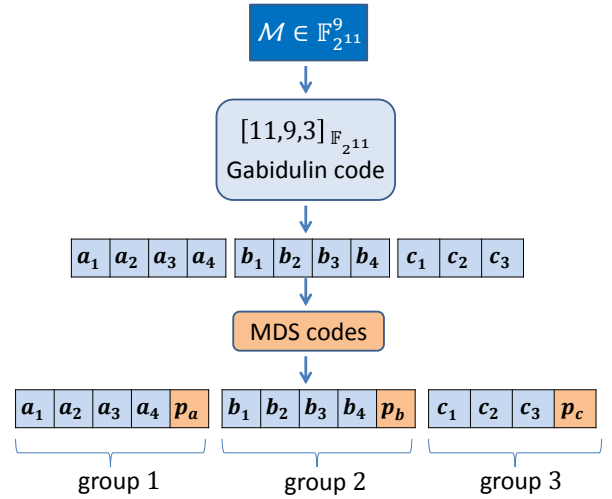 ℳ ∈ 𝔽⁹₂¹¹
[11,9,3] 𝔽₂¹¹
Gabidulin code
a₁ a₂ a₃ a₄ b₁ b₂ b₃ b₄ c₁ c₂ c₃
MDS codes
a₁ a₂ a₃ a₄ pₐ b₁ b₂ b₃ b₄ p_b c₁ c₂ c₃ p_c
group 1 group 2 group 3